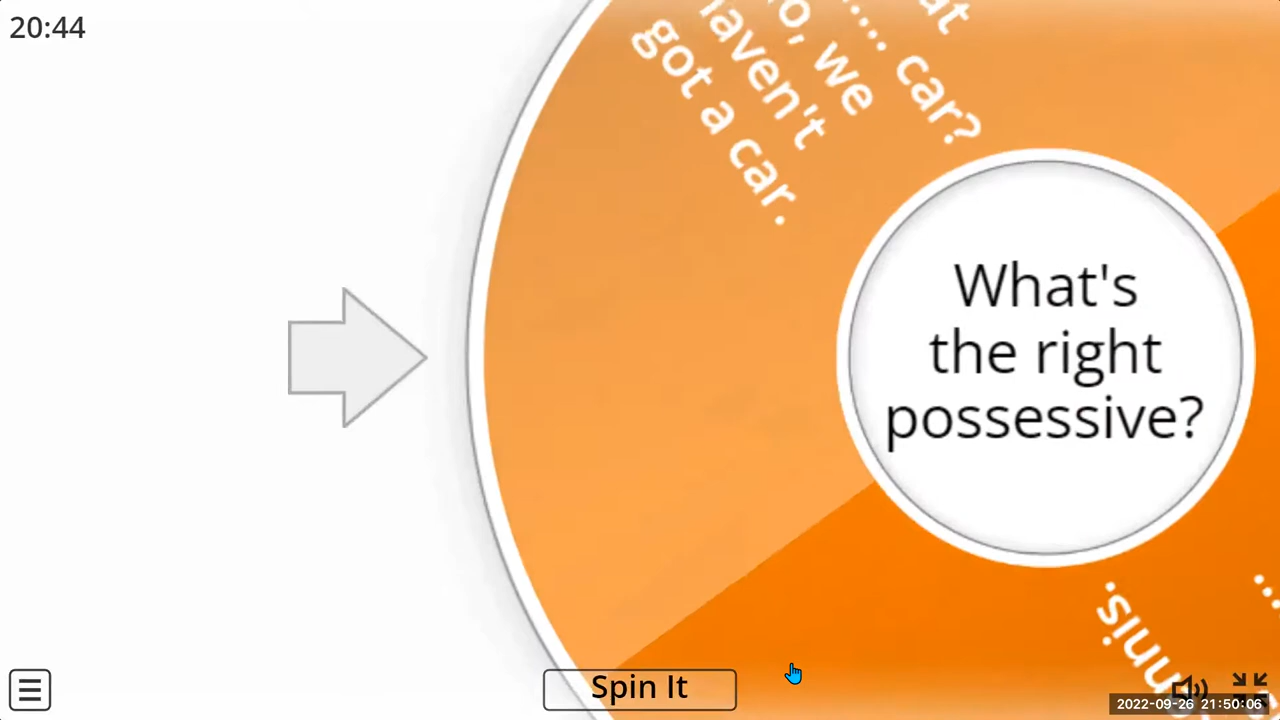 20:44
at
car?
we
haven't
got a car.
What's
the right
possessive?
Spin It
2022-09-26 21:50:06